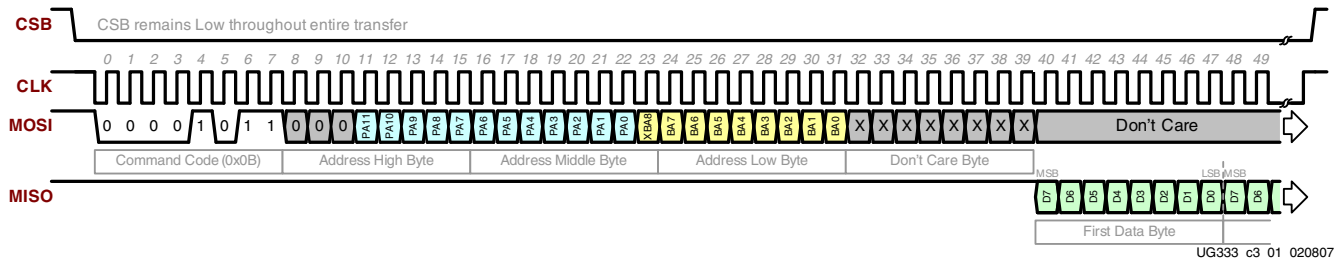 CSB CSB remains Low throughout entire transfer
0 1 2 3 4 5 6 7 8 9 10 11 12 13 14 15 16 17 18 19 20 21 22 23 24 25 26 27 28 29 30 31 32 33 34 35 36 37 38 39 40 41 42 43 44 45 46 47 48 49
CLK
MOSI 0 0 0 0 1 0 1 1 0 0 0 PA11 PA10 PA9 PA8 PA7 PA6 PA5 PA4 PA3 PA2 PA1 PA0 XBA8 BA7 BA6 BA5 BA4 BA3 BA2 BA1 BA0 X X X X X X X X Don't Care
Command Code (0x0B) Address High Byte Address Middle Byte Address Low Byte Don't Care Byte
MSB LSB MSB
MISO D7 D6 D5 D4 D3 D2 D1 D0 D7 D6
First Data Byte
UG333_c3_01_020807